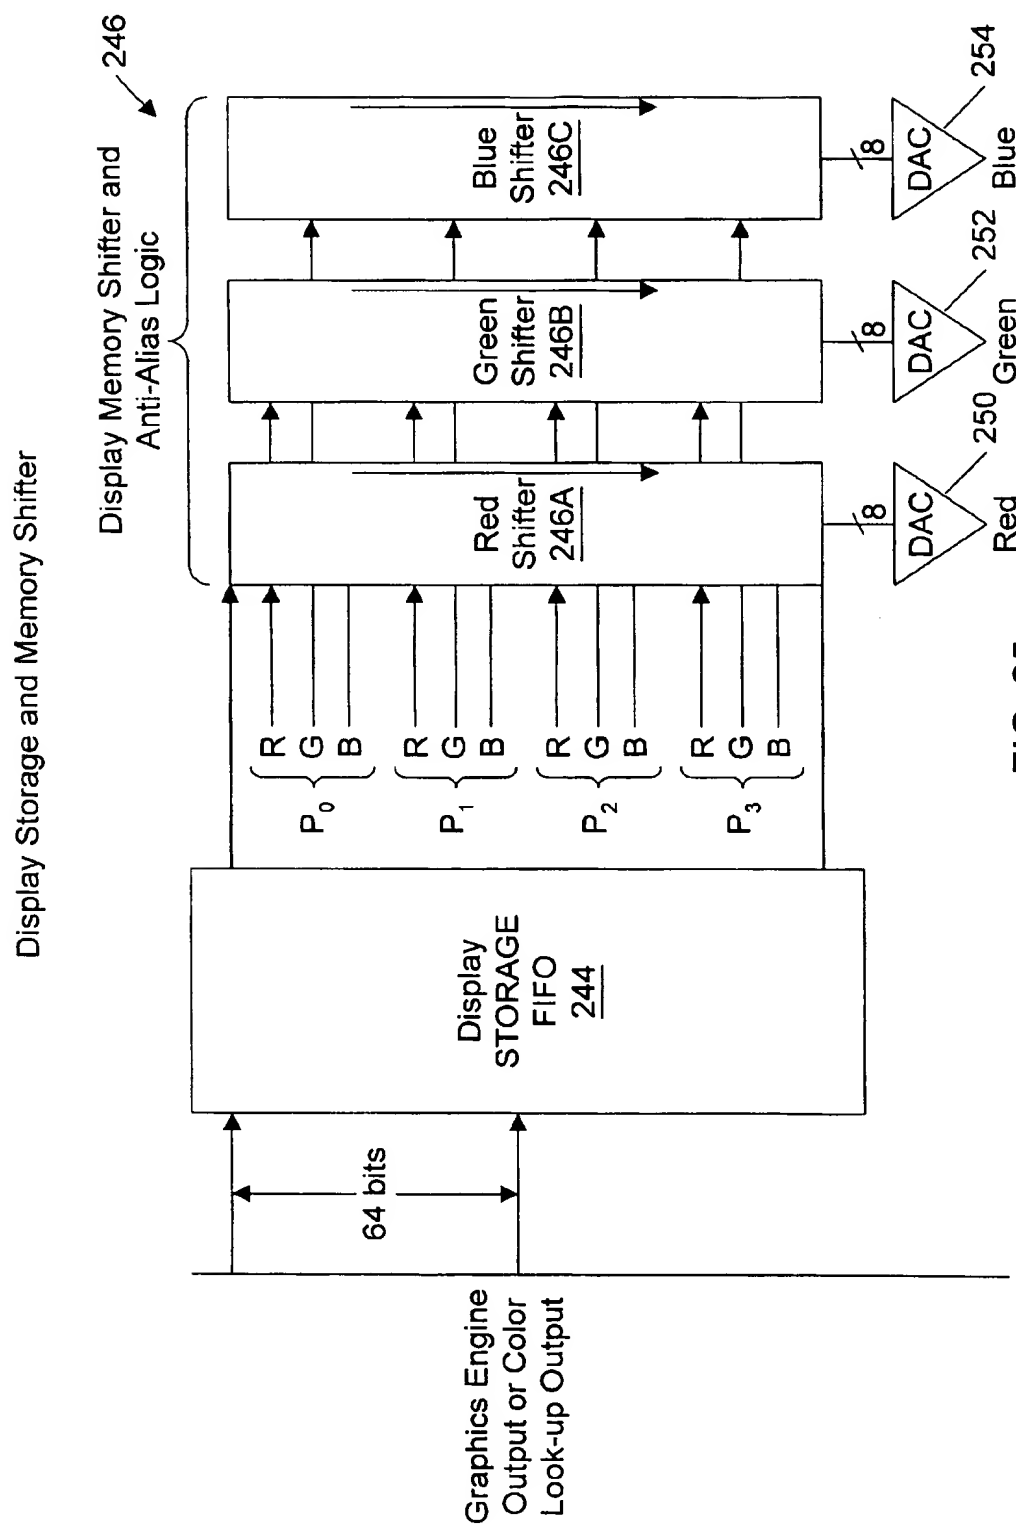 Display Storage and Memory Shifter
Display Memory Shifter and
Anti-Alias Logic
246
Graphics Engine
Output or Color
Look-up Output
64 bits
Display
STORAGE
FIFO
244
P0
R
G
B
P1
R
G
B
P2
R
G
B
P3
R
G
B
Red
Shifter
246A
Green
Shifter
246B
Blue
Shifter
246C
8
8
8
DAC
DAC
DAC
250
252
254
Red
Green
Blue